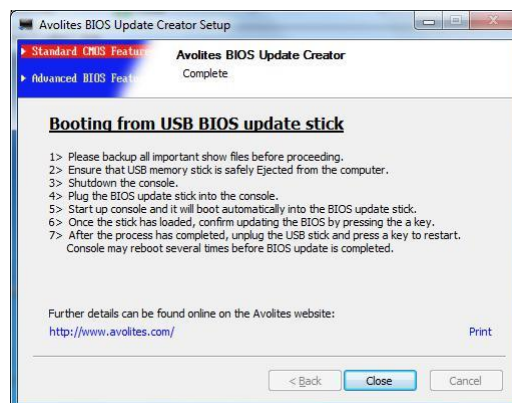 Avolites BIOS Update Creator Setup
Standard CMOS Featur
Advanced BIOS Feat
Avolites BIOS Update Creator
Complete
Booting from USB BIOS update stick
1> Please backup all important show files before proceeding.
2> Ensure that USB memory stick is safely Ejected from the computer.
3> Shutdown the console.
4> Plug the BIOS update stick into the console.
5> Start up console and it will boot automatically into the BIOS update stick.
6> Once the stick has loaded, confirm updating the BIOS by pressing the a key.
7> After the process has completed, unplug the USB stick and press a key to restart.
Console may reboot several times before BIOS update is completed.
Further details can be found online on the Avolites website:
http://www.avolites.com/
Print
< Back
Close
Cancel